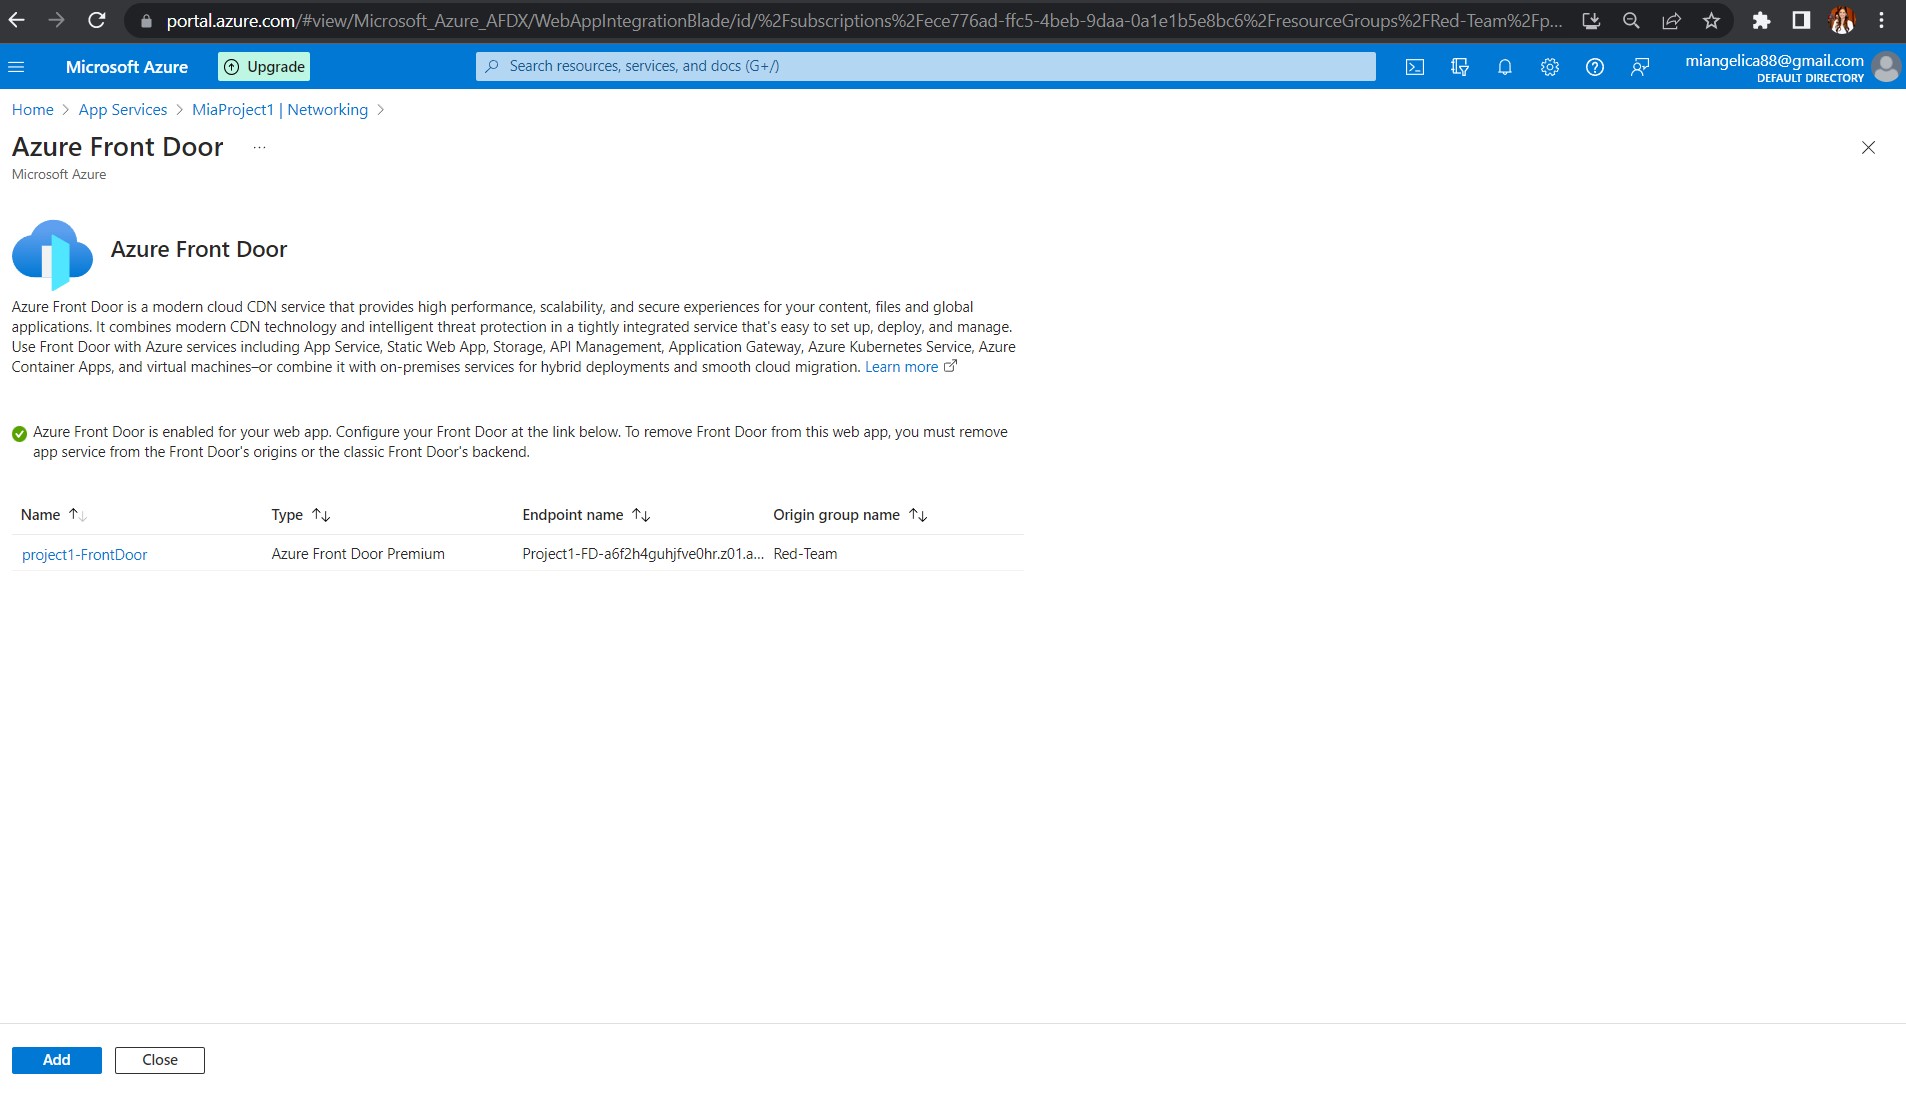 portal.azure.com/#view/Microsoft_Azure_AFDX/WebAppIntegrationBlade/id/%2Fsubscriptions%2Fece776ad-ffc5-4beb-9daa-0a1e1b5e8bc6%2FresourceGroups%2FRed-Team%2Fp...
Microsoft Azure
Upgrade
Search resources, services, and docs (G+/)
miangelica88@gmail.com
DEFAULT DIRECTORY
Home > App Services > MiaProject1 | Networking >
Azure Front Door ...
Microsoft Azure
Azure Front Door
Azure Front Door is a modern cloud CDN service that provides high performance, scalability, and secure experiences for your content, files and global
applications. It combines modern CDN technology and intelligent threat protection in a tightly integrated service that's easy to set up, deploy, and manage.
Use Front Door with Azure services including App Service, Static Web App, Storage, API Management, Application Gateway, Azure Kubernetes Service, Azure
Container Apps, and virtual machines–or combine it with on-premises services for hybrid deployments and smooth cloud migration. Learn more
Azure Front Door is enabled for your web app. Configure your Front Door at the link below. To remove Front Door from this web app, you must remove
app service from the Front Door's origins or the classic Front Door's backend.
Name Type Endpoint name Origin group name
project1-FrontDoor Azure Front Door Premium Project1-FD-a6f2h4guhjfve0hr.z01.a... Red-Team
Add Close